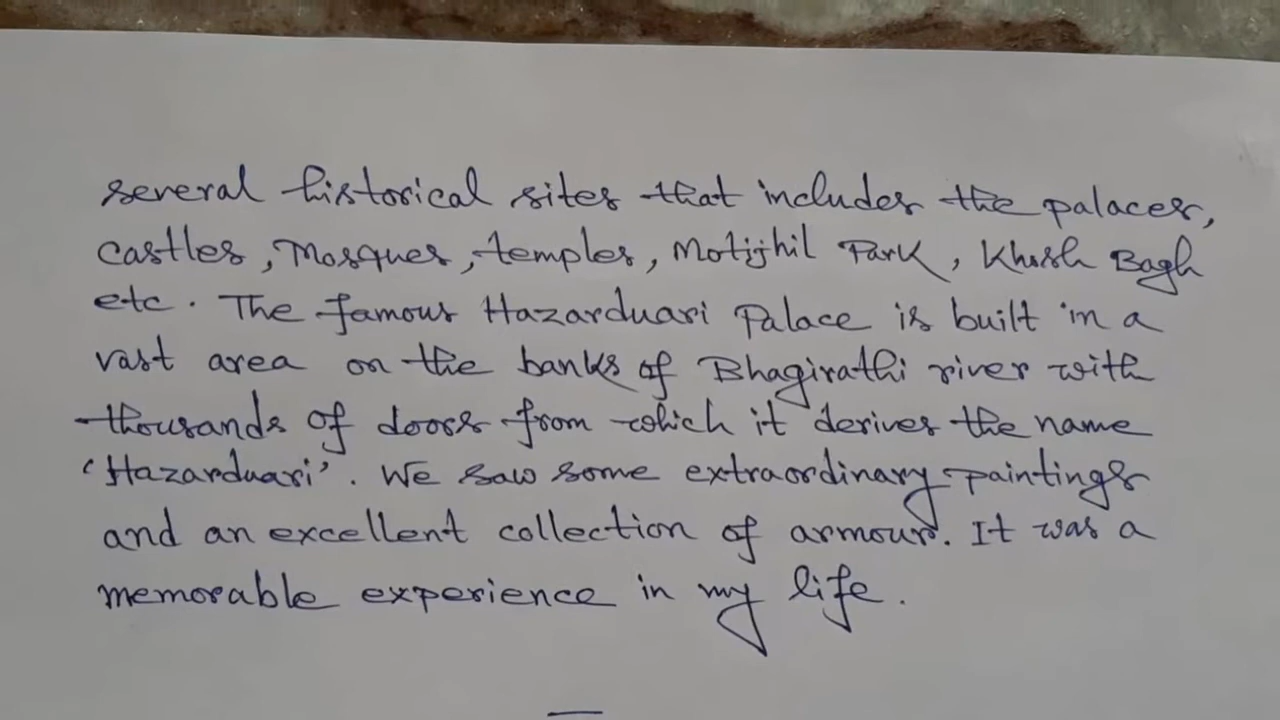 several historical sites that includes the palaces,
castles, Mosques, temples, Motijhil Park, Khosh Bagh
etc. The famous Hazarduari Palace is built in a
vast area on the banks of Bhagirathi river with
thousands of doors from which it derives the name
'Hazarduari'. We saw some extraordinary paintings
and an excellent collection of armour. It was a
memorable experience in my life.